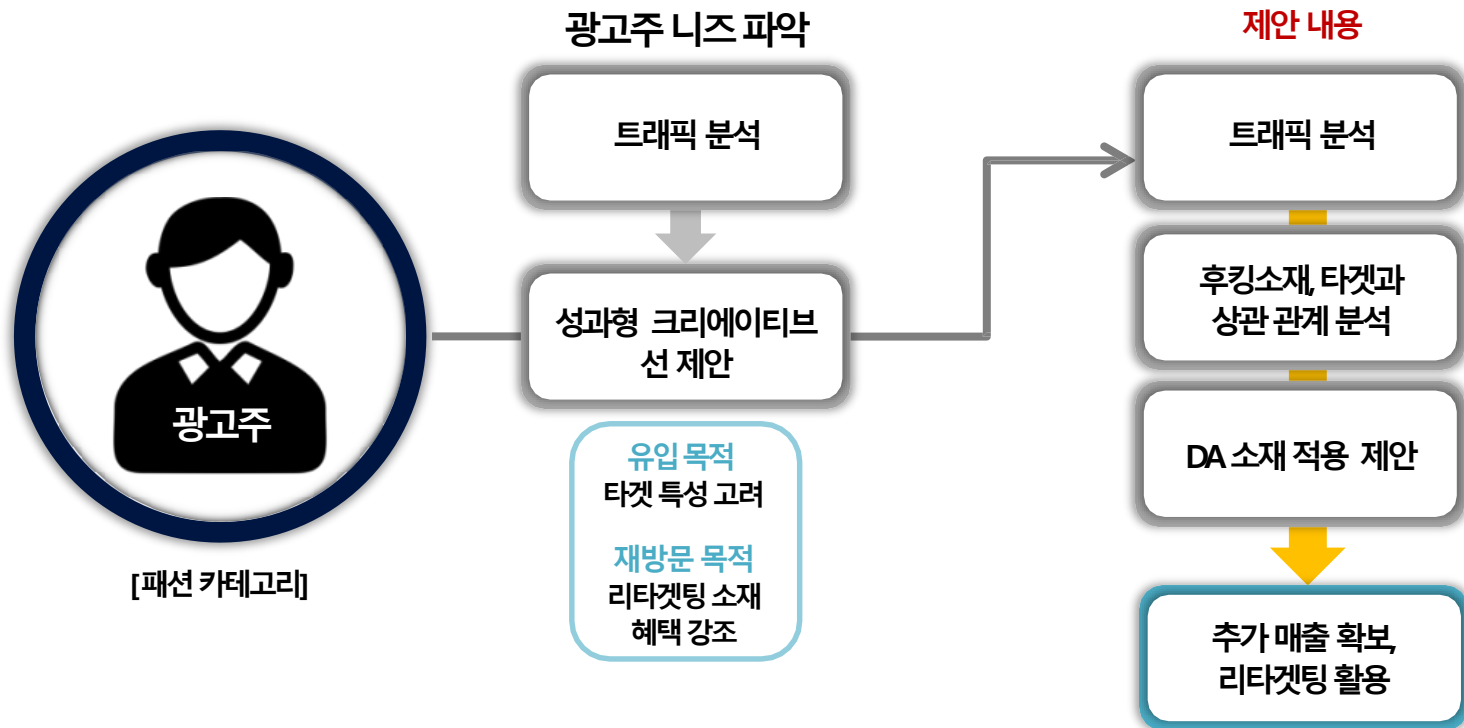 광고주 니즈 파악
제안 내용
트래픽 분석
트래픽 분석
성과형 크리에이티브
선 제안
후킹소재, 타겟과
상관 관계 분석
광고주
유입 목적
타겟 특성 고려
재방문 목적
리타겟팅 소재
혜택 강조
DA 소재 적용 제안
[패션 카테고리]
추가 매출 확보,
리타겟팅 활용